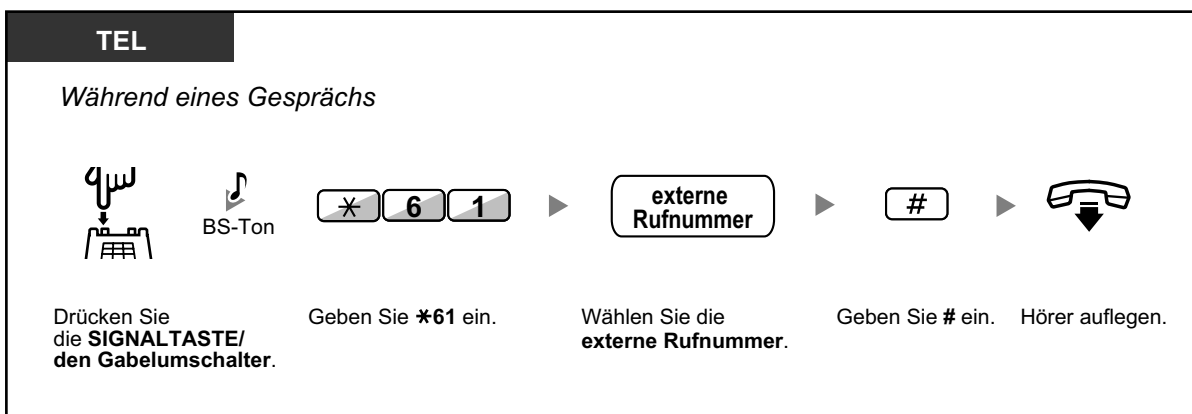 TEL
Während eines Gesprächs
BS-Ton
* 6 1
externe
Rufnummer
#
Drücken Sie
die SIGNALTASTE/
den Gabelumschalter.
Geben Sie *61 ein.
Wählen Sie die
externe Rufnummer.
Geben Sie # ein.
Hörer auflegen.